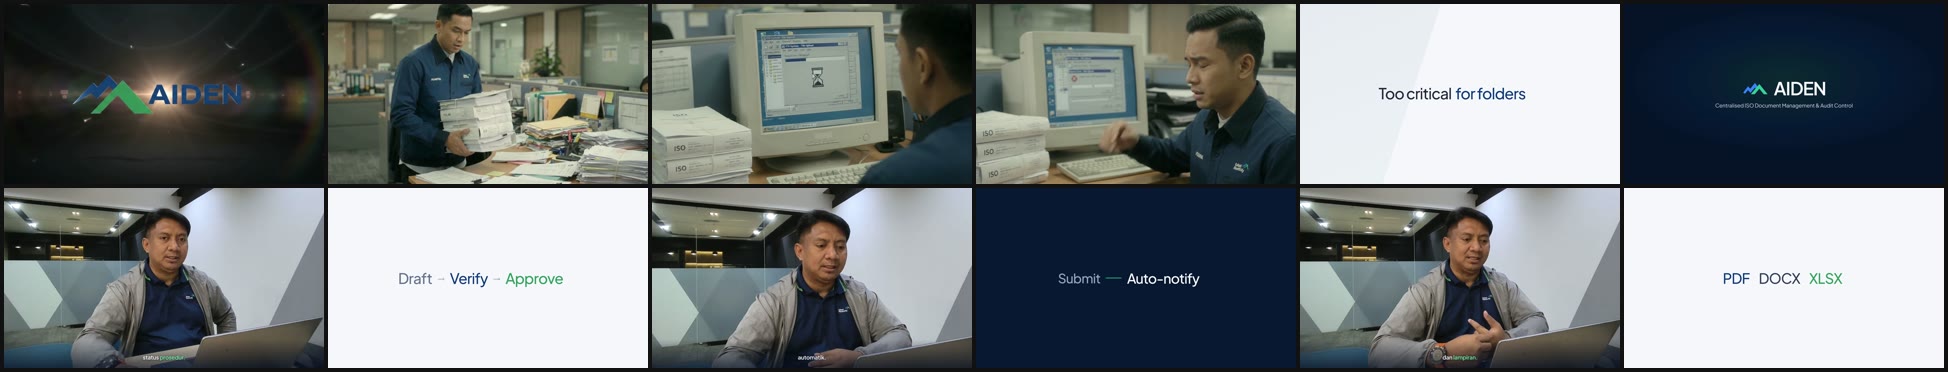 AIDEN
ISO
ISO
ISO
ISO
ISO
ISO
Too critical for folders
AIDEN
Centralised ISO Document Management & Audit Control
status prosedur.
Draft → Verify → Approve
automatik.
Submit — Auto-notify
dan lampiran.
PDF DOCX XLSX